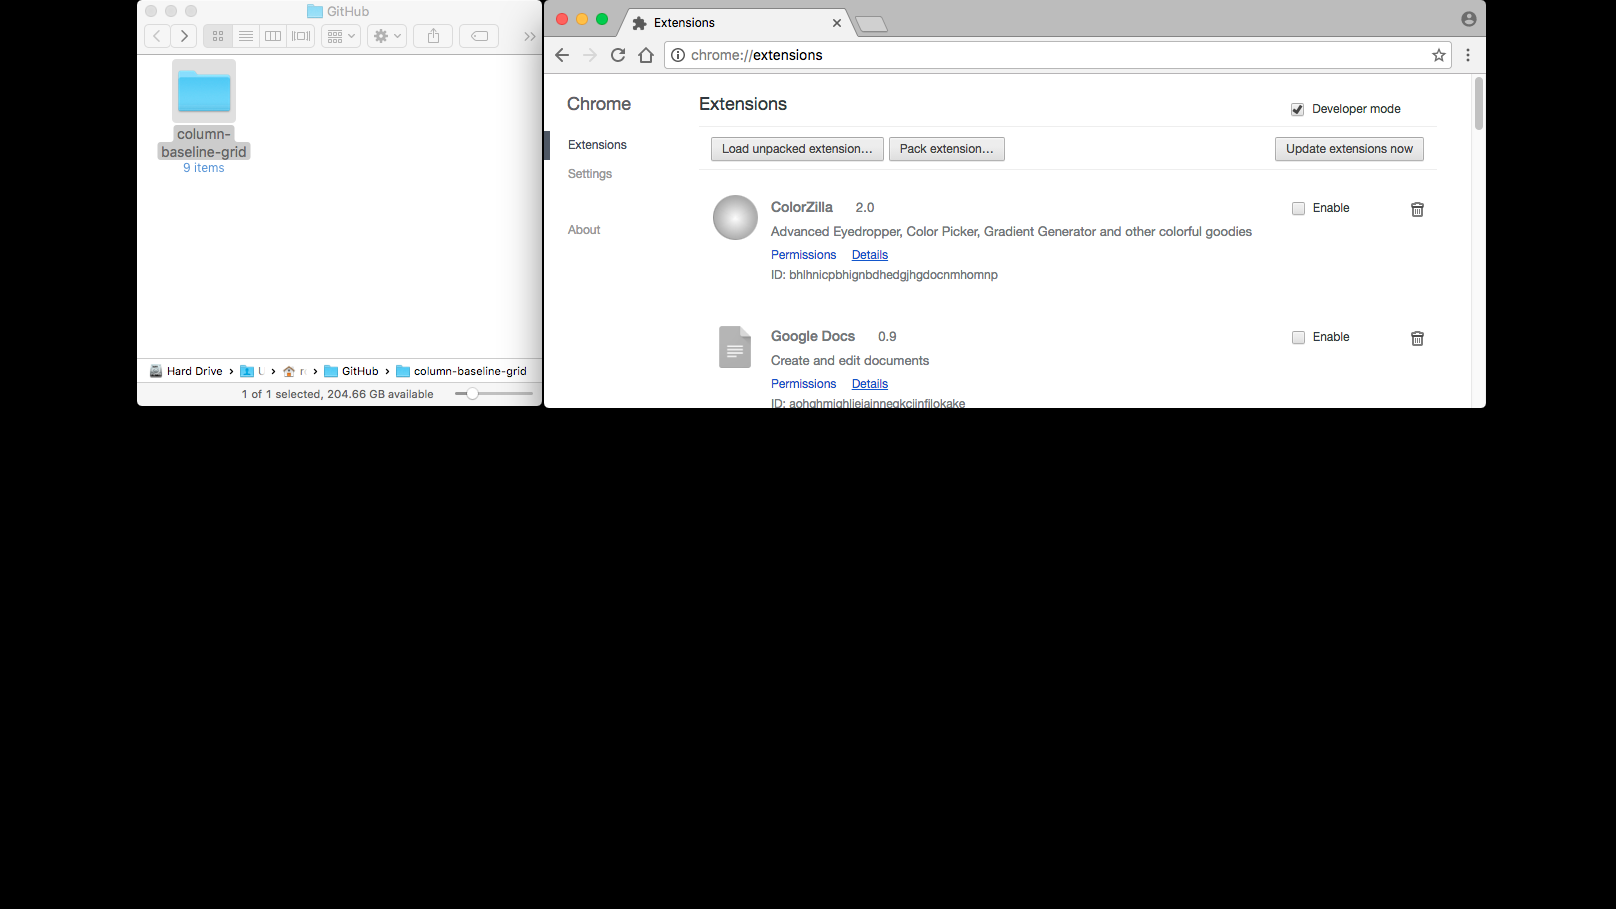 GitHub
column-
baseline-grid
9 items
Hard Drive › › › GitHub › column-baseline-grid
1 of 1 selected, 204.66 GB available
Extensions
chrome://extensions
Chrome
Extensions
Settings
About
Extensions
Developer mode
Load unpacked extension...
Pack extension...
Update extensions now
ColorZilla 2.0
Enable
Advanced Eyedropper, Color Picker, Gradient Generator and other colorful goodies
Permissions Details
ID: bhlhnicpbhignbdhedgjhgdocnmhomnp
Google Docs 0.9
Enable
Create and edit documents
Permissions Details
ID: aohghmighlieiainnegkcijnfilokake